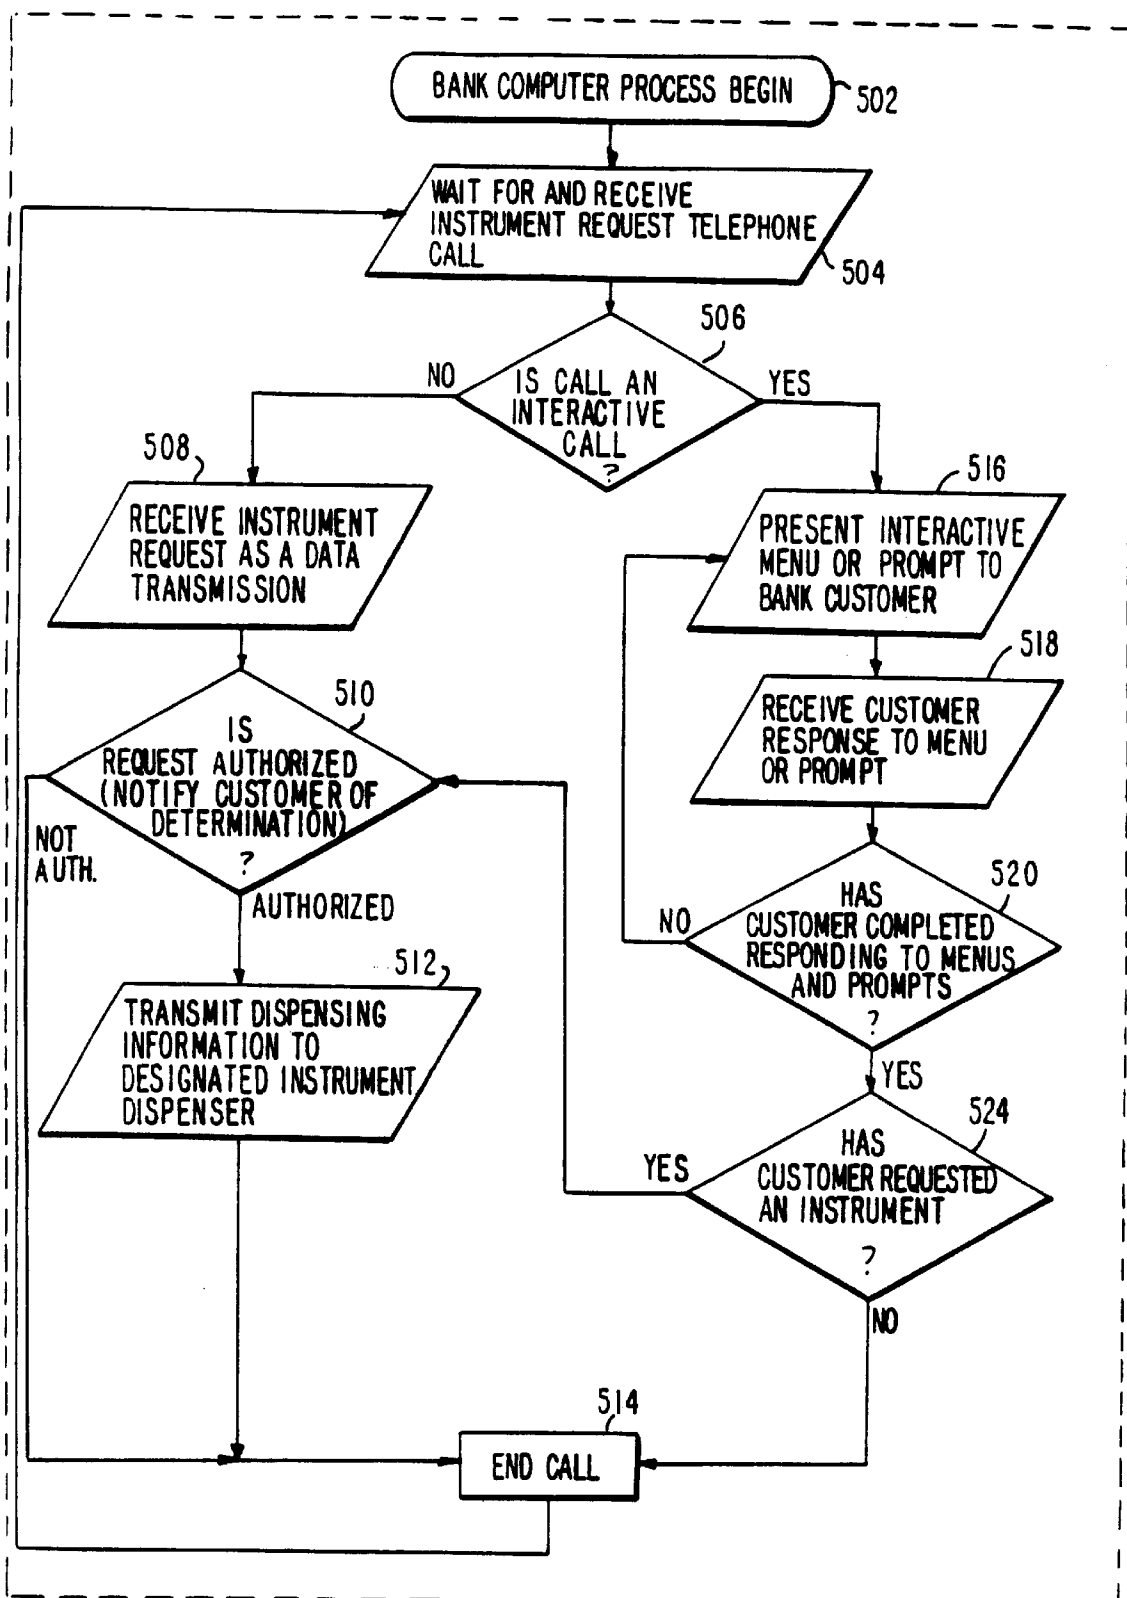 BANK COMPUTER PROCESS BEGIN
502
WAIT FOR AND RECEIVE
INSTRUMENT REQUEST TELEPHONE
CALL
504
506
NO
IS CALL AN
INTERACTIVE
CALL
?
YES
508
RECEIVE INSTRUMENT
REQUEST AS A DATA
TRANSMISSION
516
PRESENT INTERACTIVE
MENU OR PROMPT TO
BANK CUSTOMER
510
IS
REQUEST AUTHORIZED
(NOTIFY CUSTOMER OF
DETERMINATION)
?
NOT
AUTH.
AUTHORIZED
518
RECEIVE CUSTOMER
RESPONSE TO MENU
OR PROMPT
520
NO
HAS
CUSTOMER COMPLETED
RESPONDING TO MENUS
AND PROMPTS
?
YES
512
TRANSMIT DISPENSING
INFORMATION TO
DESIGNATED INSTRUMENT
DISPENSER
524
YES
HAS
CUSTOMER REQUESTED
AN INSTRUMENT
?
NO
514
END CALL